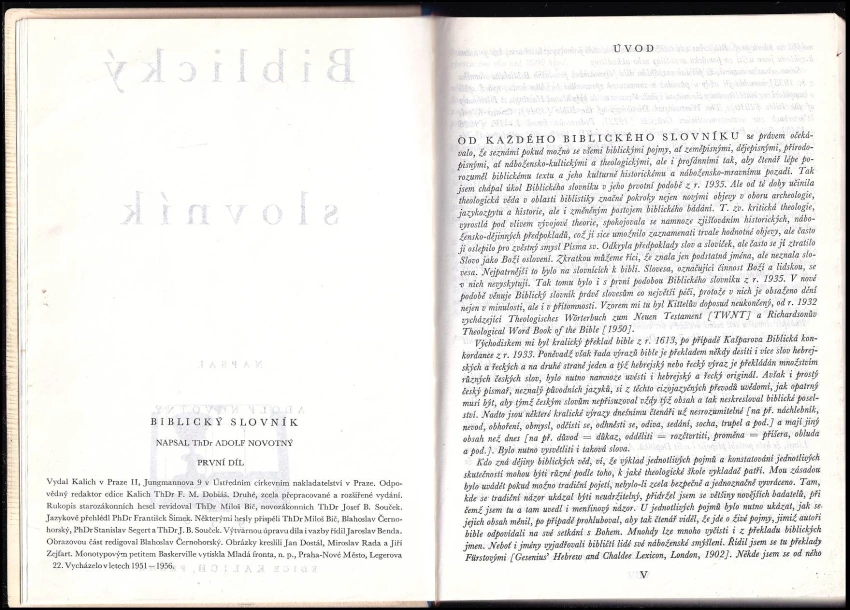 BIBLICKÝ SLOVNÍK
NAPSAL ThDr ADOLF NOVOTNÝ
PRVNÍ DÍL
Vydal Kalich v Praze II, Jungmannova 9 v Ústředním církevním nakladatelství v Praze. Odpo-
vědný redaktor edice Kalich ThDr F. M. Dobiáš. Druhé, zcela přepracované a rozšířené vydání.
Rukopis starozákonních hesel revidoval ThDr Miloš Bič, novozákonních ThDr Josef B. Souček.
Jazykově přehlédl PhDr František Šimek. Některými hesly přispěli ThDr Miloš Bič, Blahoslav Černo-
horský, PhDr Stanislav Segert a ThDr J. B. Souček. Výtvarnou úpravu díla i vazby řídil Jaroslav Benda.
Obrazovou část redigoval Blahoslav Černohorský. Obrázky kreslili Jan Dostál, Miroslav Rada a Jiří
Zejfart. Monotypovým petitem Baskerville vytiskla Mladá fronta, n. p., Praha-Nové Město, Legerova
22. Vycházelo v letech 1951—1956.
ÚVOD
OD KAŽDÉHO BIBLICKÉHO SLOVNÍKU se právem očeká-
valo, že seznámí pokud možno se všemi biblickými pojmy, ať zeměpisnými, dějepisnými, přírodo-
pisnými, ať nábožensko-kultickými a theologickými, ale i profánními tak, aby čtenář lépe po-
rozuměl biblickému textu a jeho kulturně historickému a nábožensko-mravnímu pozadí. Tak
jsem chápal úkol Biblického slovníku v jeho prvotní podobě z r. 1935. Ale od té doby učinila
theologická věda v oblasti biblistiky značné pokroky nejen novými objevy v oboru archeologie,
jazykozpytu a historie, ale i změněným postojem biblického bádání. T. zv. kritická theologie,
vyrostlá pod vlivem vývojové theorie, spokojovala se namnoze zjišťováním historických, nábo-
žensko-dějinných předpokladů, což jí sice umožnilo zaznamenati trvale hodnotné objevy, ale často
ji oslepilo pro zvěstný smysl Písma sv. Odkryla předpoklady slov a slovíček, ale často se jí ztratilo
Slovo jako Boží oslovení. Zkratkou můžeme říci, že znala jen podstatná jména, ale neznala slo-
vesa. Nejpatrnější to bylo na slovnících k bibli. Slovesa, označující činnost Boží a lidskou, se
v nich nevyskytují. Tak tomu bylo i s první podobou Biblického slovníku z r. 1935. V nové
podobě věnuje Biblický slovník právě slovesům co největší péči, protože v nich je obsaženo dění
nejen v minulosti, ale i v přítomnosti. Vzorem mi tu byl Kittelův doposud neukončený, od r. 1932
vycházející Theologisches Wörterbuch zum Neuen Testament [TWNT] a Richardsonův
Theological Word Book of the Bible [1950].
Východiskem mi byl kralický překlad bible z r. 1613, po případě Kašparova Biblická kon-
kordance z r. 1933. Poněvadž však řada výrazů bible je překladem někdy desíti i více slov hebrej-
ských a řeckých a na druhé straně jeden a týž hebrejský nebo řecký výraz je překládán množstvím
různých českých slov, bylo nutno namnoze uvésti i hebrejský a řecký originál. Avšak i prostý
český písmař, neznalý původních jazyků, si z těchto cizojazyčných převodů uvědomí, jak opatrný
musí být, aby týmž českým slovům nepřisuzoval vždy týž obsah a tak neskresloval biblické posel-
ství. Nadto jsou některé kralické výrazy dnešnímu čtenáři už nesrozumitelné [na př. náchlebník,
nevod, obhoření, obmysl, odčísti se, odhnésti se, odiva, sedání, socha, trupel a pod.] a mají jiný
obsah než dnes [na př. důvod = důkaz, odděliti = rozčtvrtiti, proměna = příšera, obluda
a pod.]. Bylo nutno vysvětliti i taková slova.
Kdo zná dějiny biblických věd, ví, že výklad jednotlivých pojmů a konstatování jednotlivých
skutečností mohou býti různé podle toho, k jaké theologické škole vykladač patří. Mou zásadou
bylo uvádět pokud možno tradiční pojetí, nebylo-li zcela bezpečně a jednoznačně vyvráceno. Tam,
kde se tradiční názor ukázal býti neudržitelný, přidržel jsem se většiny novějších badatelů, při
čemž jsem tu a tam uvedl i menšinový názor. U jednotlivých pojmů bylo nutno ukázat, jak se
jejich obsah měnil, po případě prohluboval, aby tak čtenář viděl, že jde o živé pojmy, jimiž autoři
bible odpovídali na své setkání s Bohem. Mnohdy lze mnoho vyčísti i z překladu biblických
jmen. Neboť i jmény vyjadřovali bibličtí lidé své náboženské smýšlení. Řídil jsem se tu překlady
Fürstovými [Gesenius' Hebrew and Chaldee Lexicon, London, 1902]. Někde jsem se od něho
V